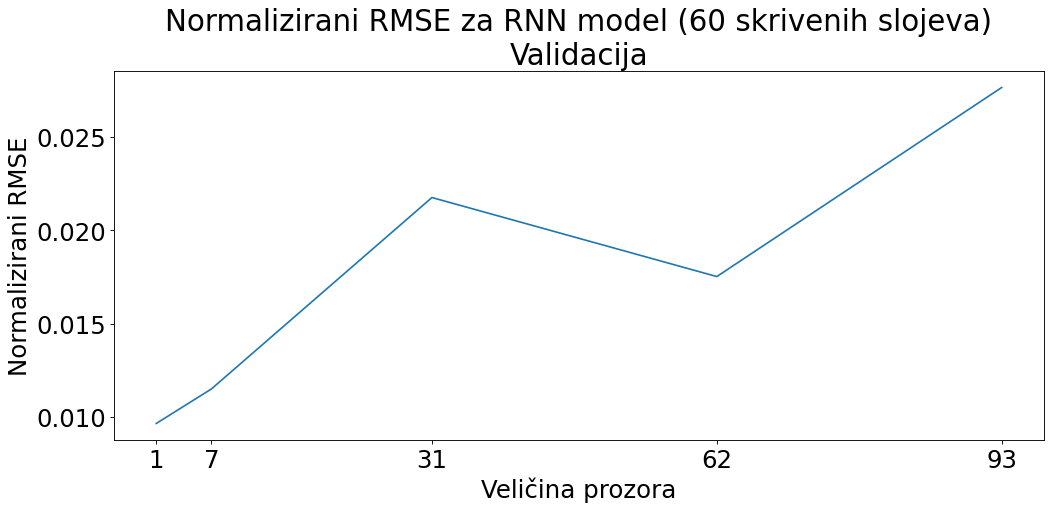 Normalizirani RMSE za RNN model (60 skrivenih slojeva)
Validacija
Normalizirani RMSE
0.025
0.020
0.015
0.010
1 7 31 62 93
Veličina prozora